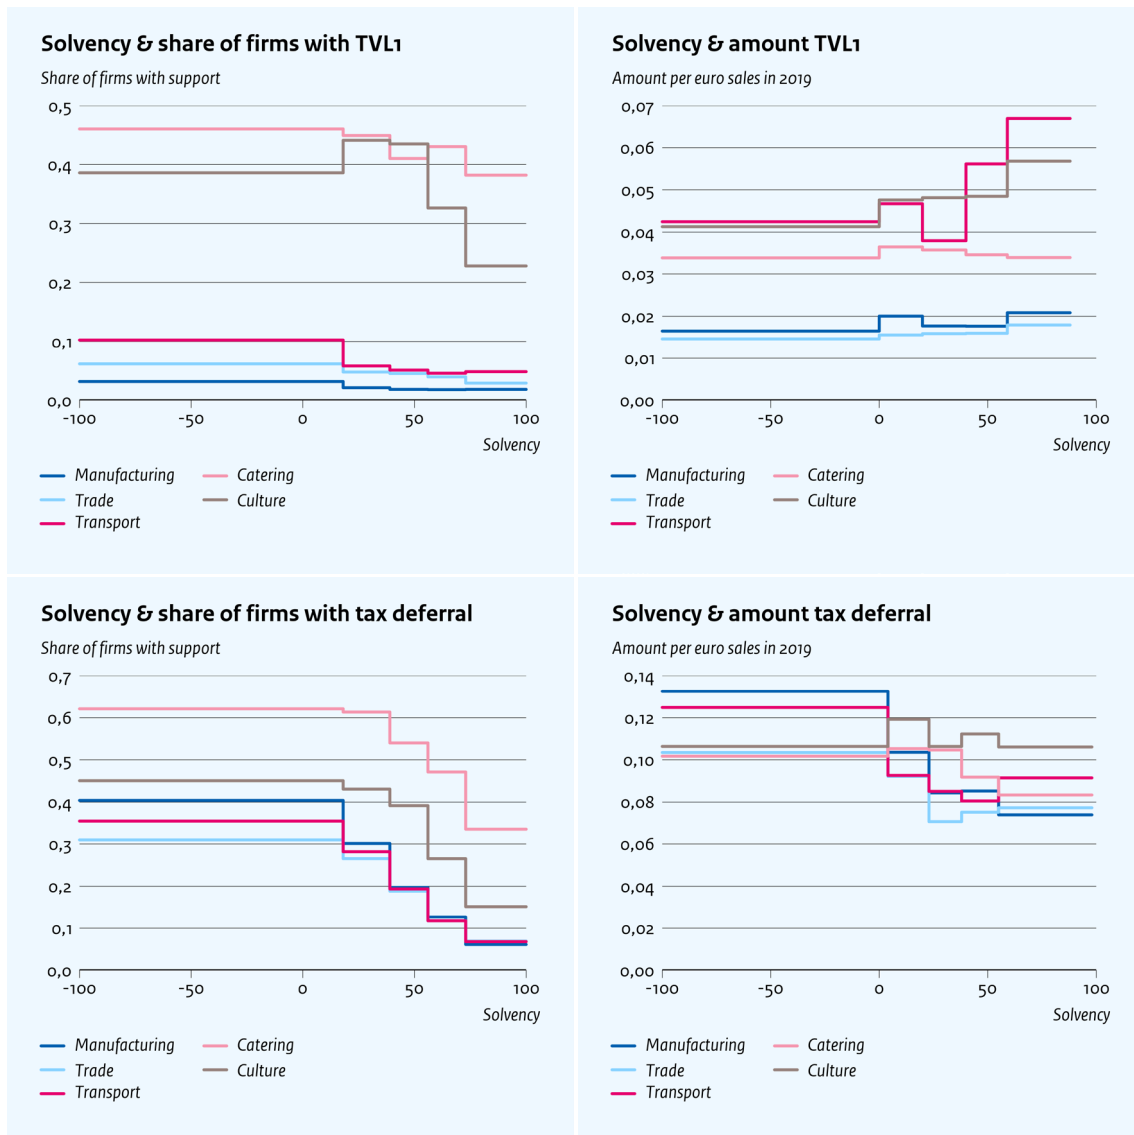 Solvency & share of firms with TVL1
Share of firms with support
0,5
0,4
0,3
0,2
0,1
0,0
-100 -50 0 50 100
Solvency
Manufacturing Catering
Trade Culture
Transport
Solvency & amount TVL1
Amount per euro sales in 2019
0,07
0,06
0,05
0,04
0,03
0,02
0,01
0,00
-100 -50 0 50 100
Solvency
Manufacturing Catering
Trade Culture
Transport
Solvency & share of firms with tax deferral
Share of firms with support
0,7
0,6
0,5
0,4
0,3
0,2
0,1
0,0
-100 -50 0 50 100
Solvency
Manufacturing Catering
Trade Culture
Transport
Solvency & amount tax deferral
Amount per euro sales in 2019
0,14
0,12
0,10
0,08
0,06
0,04
0,02
0,00
-100 -50 0 50 100
Solvency
Manufacturing Catering
Trade Culture
Transport